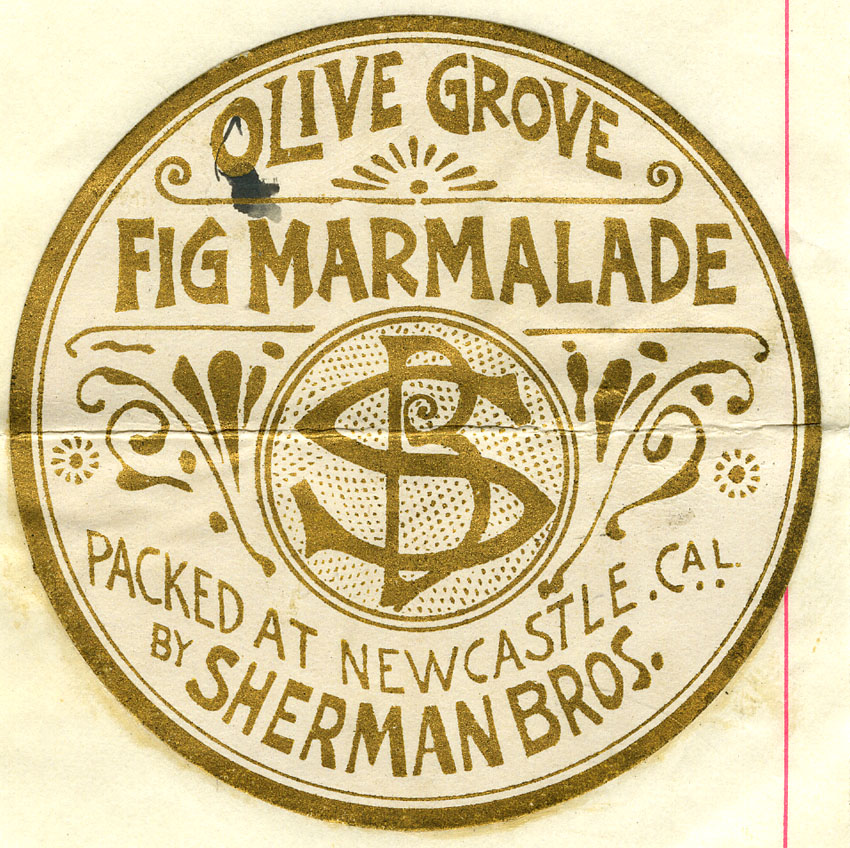 OLIVE GROVE
FIG MARMALADE
SB
PACKED AT NEWCASTLE. CAL.
BY SHERMAN BROS.